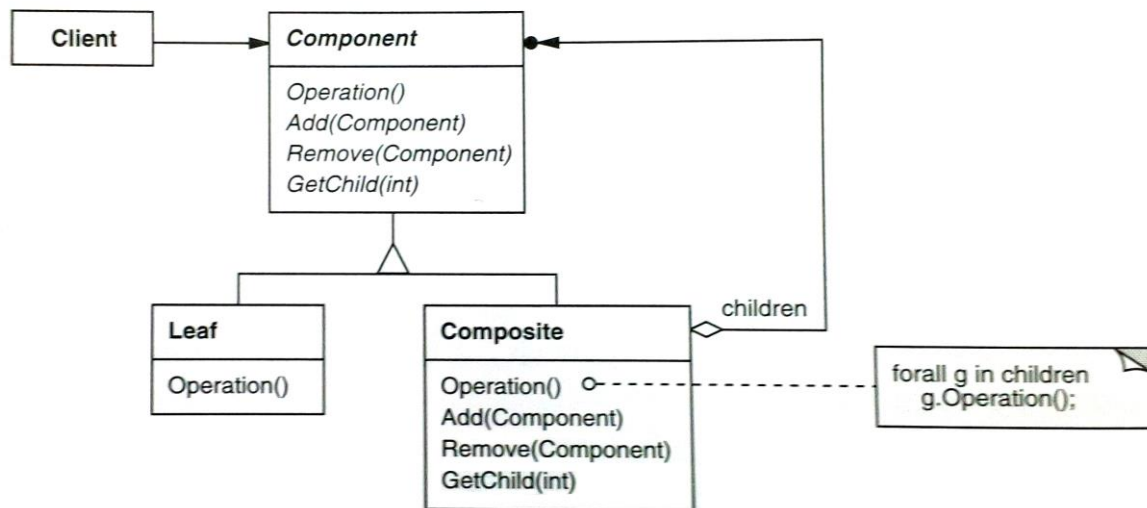 Client
Component
Operation()
Add(Component)
Remove(Component)
GetChild(int)
Leaf
Operation()
Composite
Operation()
Add(Component)
Remove(Component)
GetChild(int)
children
forall g in children
g.Operation();